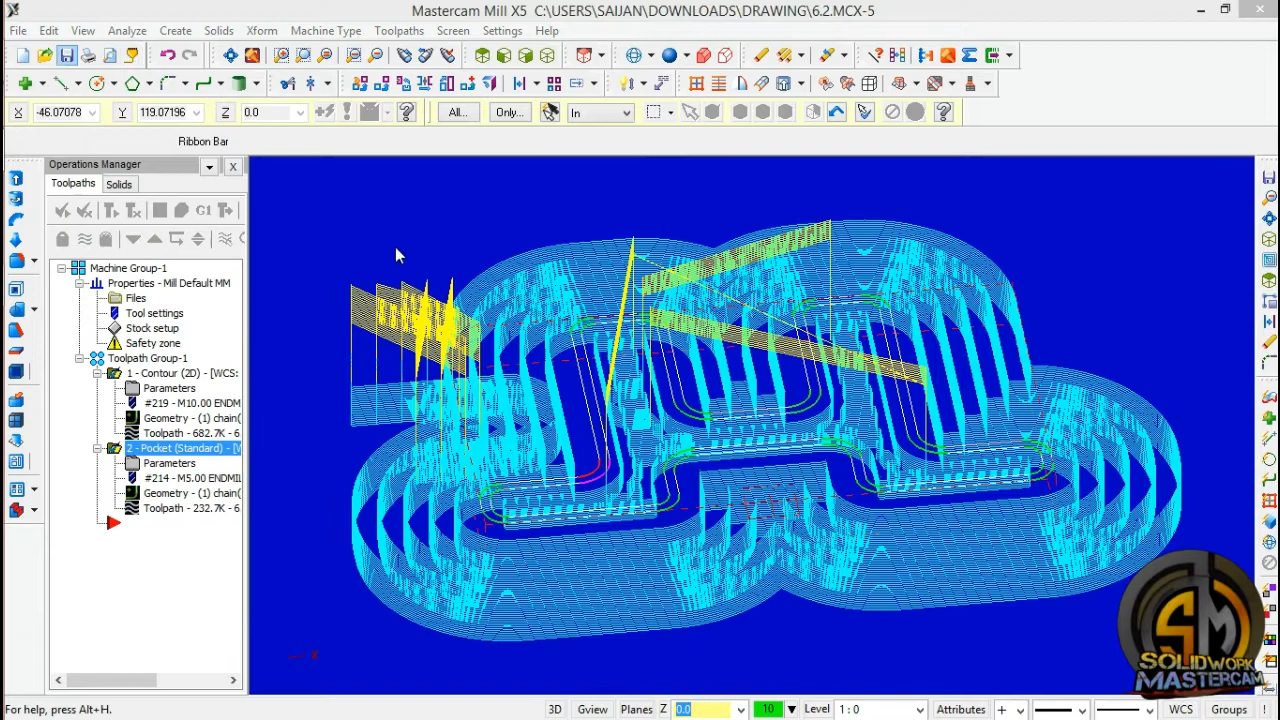 Mastercam Mill X5 C:\USERS\SAIJAN\DOWNLOADS\DRAWING\6.2.MCX-5
File Edit View Analyze Create Solids Xform Machine Type Toolpaths Screen Settings Help
X -46.07078 Y 119.07196 Z 0.0 All... Only... In
Ribbon Bar
Operations Manager
Toolpaths Solids
G1
Machine Group-1
Properties - Mill Default MM
Files
Tool settings
Stock setup
Safety zone
Toolpath Group-1
1 - Contour (2D) - [WCS:
Parameters
#219 - M10.00 ENDM
Geometry - (1) chain(
Toolpath - 682.7K - 6
2 - Pocket (Standard) - [W
Parameters
#214 - M5.00 ENDMIL
Geometry - (1) chain(
Toolpath - 232.7K - 6
X
SM
SOLIDWORK
MASTERCAM
For help, press Alt+H.
3D Gview Planes Z 0.0 10 Level 1 : 0 Attributes WCS Groups